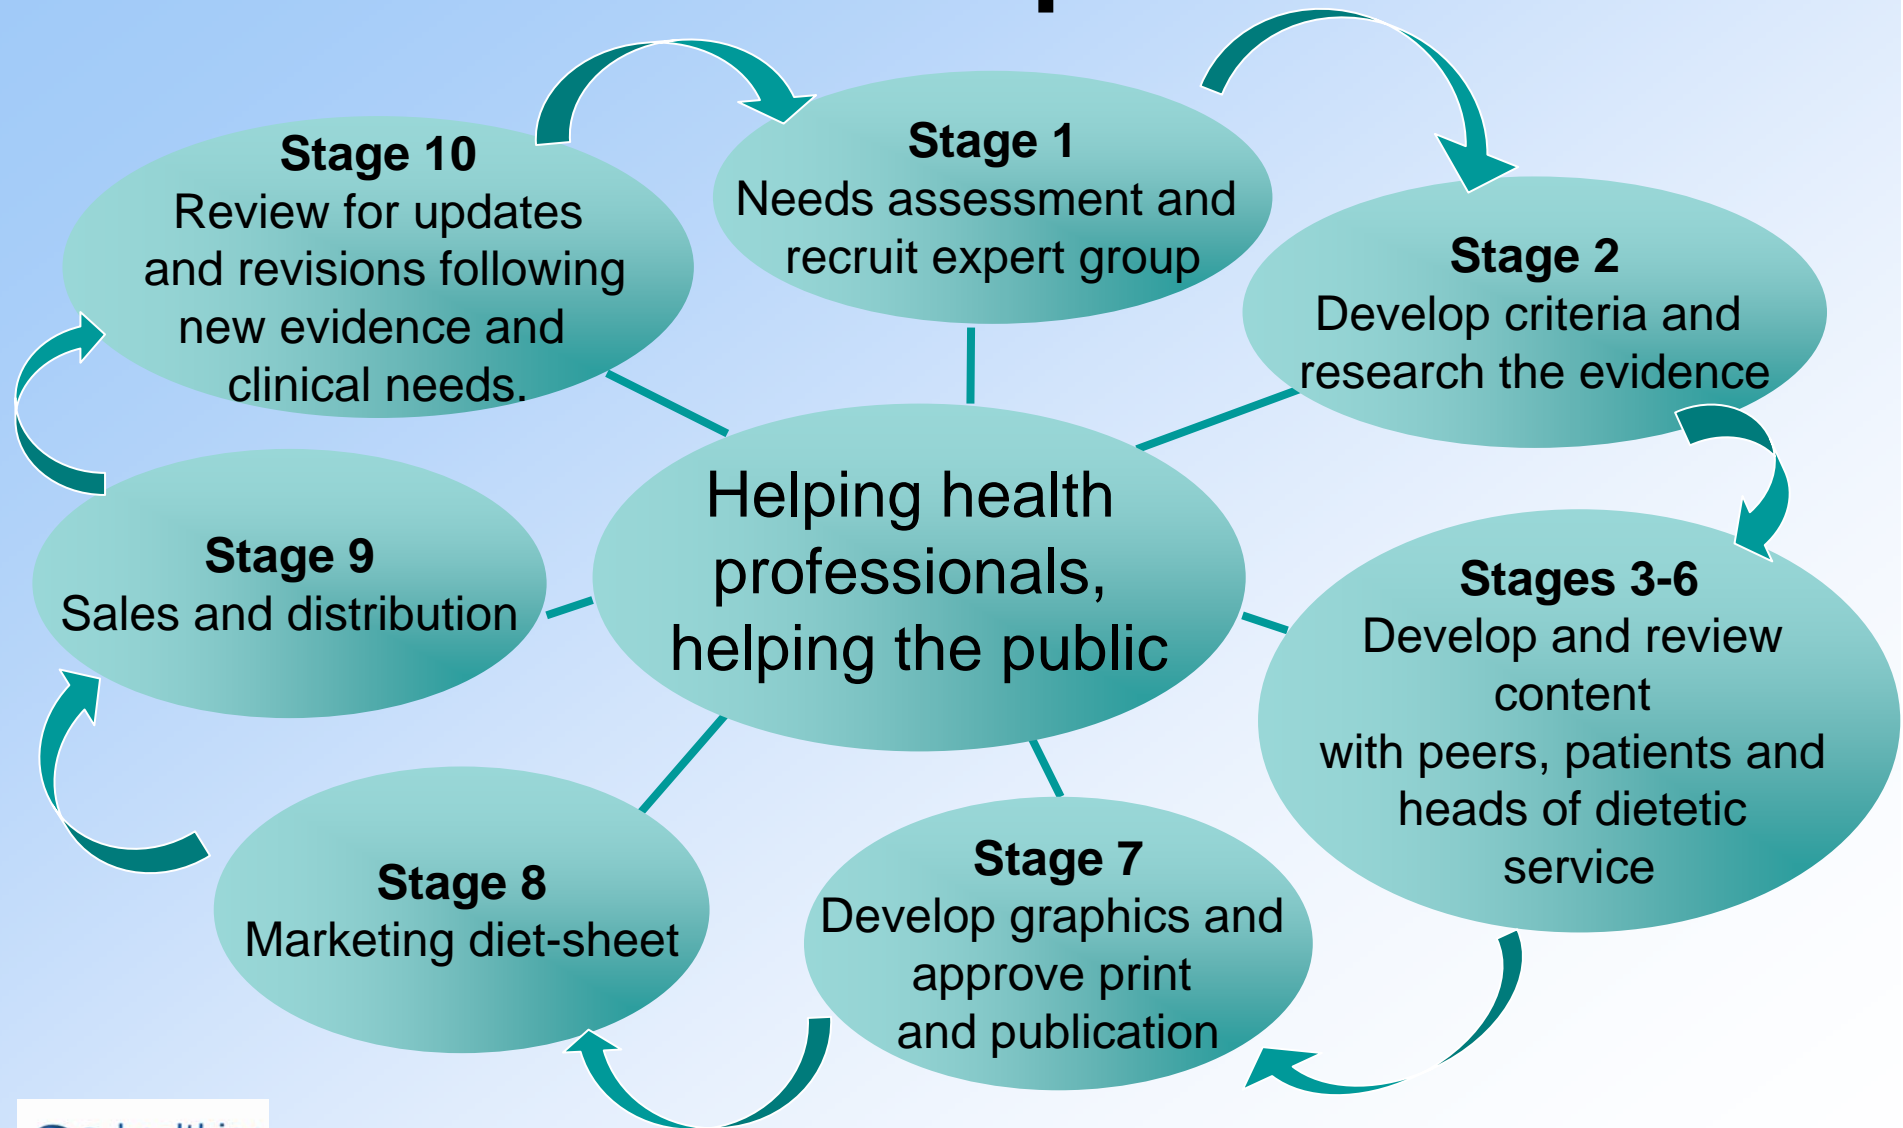 Stage 1
Needs assessment and
recruit expert group
Stage 2
Develop criteria and
research the evidence
Stages 3-6
Develop and review
content
with peers, patients and
heads of dietetic
service
Stage 7
Develop graphics and
approve print
and publication
Stage 8
Marketing diet-sheet
Stage 9
Sales and distribution
Stage 10
Review for updates
and revisions following
new evidence and
clinical needs.
Helping health
professionals,
helping the public